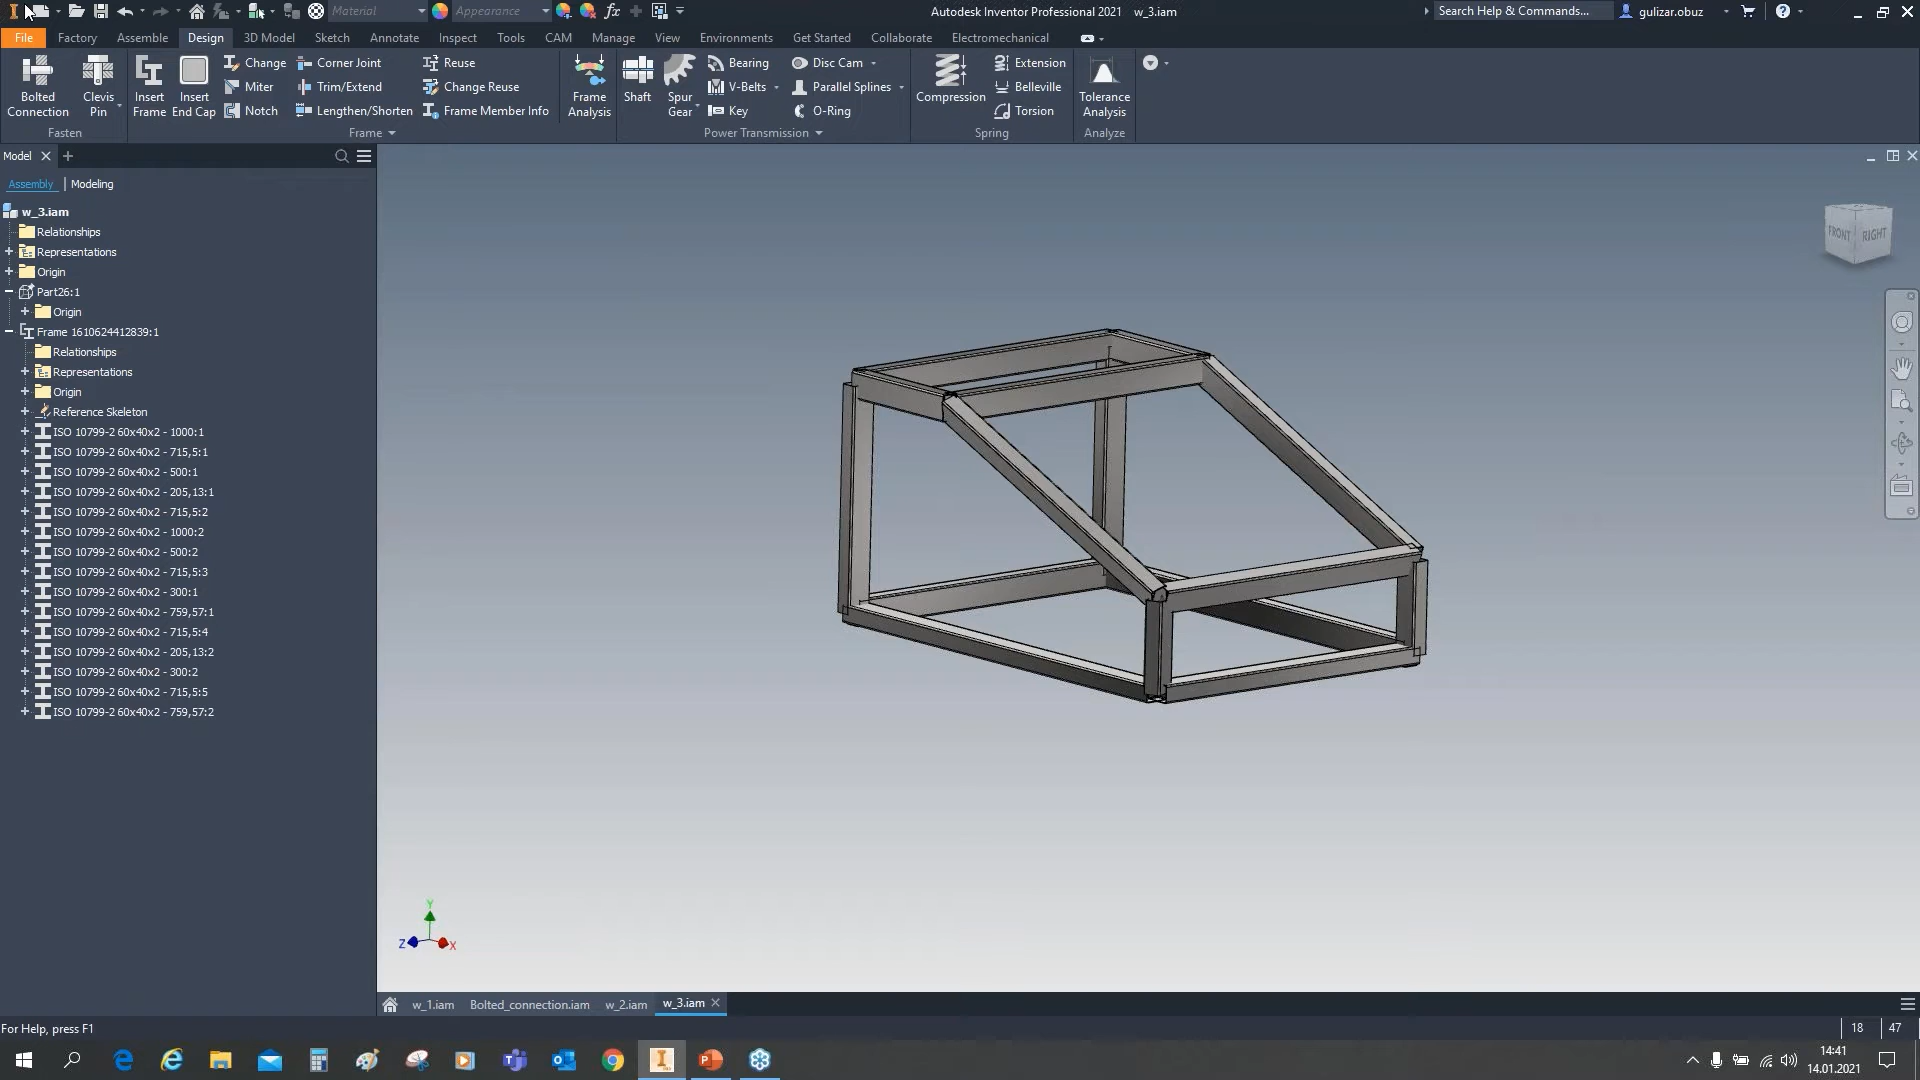 Material
Appearance
fx
Autodesk Inventor Professional 2021 w_3.iam
Search Help & Commands...
gulizar.obuz
File Factory Assemble Design 3D Model Sketch Annotate Inspect Tools CAM Manage View Environments Get Started Collaborate Electromechanical
Bolted Connection
Clevis Pin
Fasten
Insert Frame
Insert End Cap
Change
Miter
Notch
Corner Joint
Trim/Extend
Lengthen/Shorten
Reuse
Change Reuse
Frame Member Info
Frame
Frame Analysis
Shaft
Spur Gear
Bearing
V-Belts
Key
Disc Cam
Parallel Splines
O-Ring
Power Transmission
Compression
Extension
Belleville
Torsion
Spring
Tolerance Analysis
Analyze
Model
Assembly | Modeling
w_3.iam
Relationships
Representations
Origin
Part26:1
Origin
Frame 1610624412839:1
Relationships
Representations
Origin
Reference Skeleton
ISO 10799-2 60x40x2 - 1000:1
ISO 10799-2 60x40x2 - 715,5:1
ISO 10799-2 60x40x2 - 500:1
ISO 10799-2 60x40x2 - 205,13:1
ISO 10799-2 60x40x2 - 715,5:2
ISO 10799-2 60x40x2 - 1000:2
ISO 10799-2 60x40x2 - 500:2
ISO 10799-2 60x40x2 - 715,5:3
ISO 10799-2 60x40x2 - 300:1
ISO 10799-2 60x40x2 - 759,57:1
ISO 10799-2 60x40x2 - 715,5:4
ISO 10799-2 60x40x2 - 205,13:2
ISO 10799-2 60x40x2 - 300:2
ISO 10799-2 60x40x2 - 715,5:5
ISO 10799-2 60x40x2 - 759,57:2
FRONT RIGHT
Y
Z X
w_1.iam Bolted_connection.iam w_2.iam w_3.iam
For Help, press F1
18 47
14:41
14.01.2021